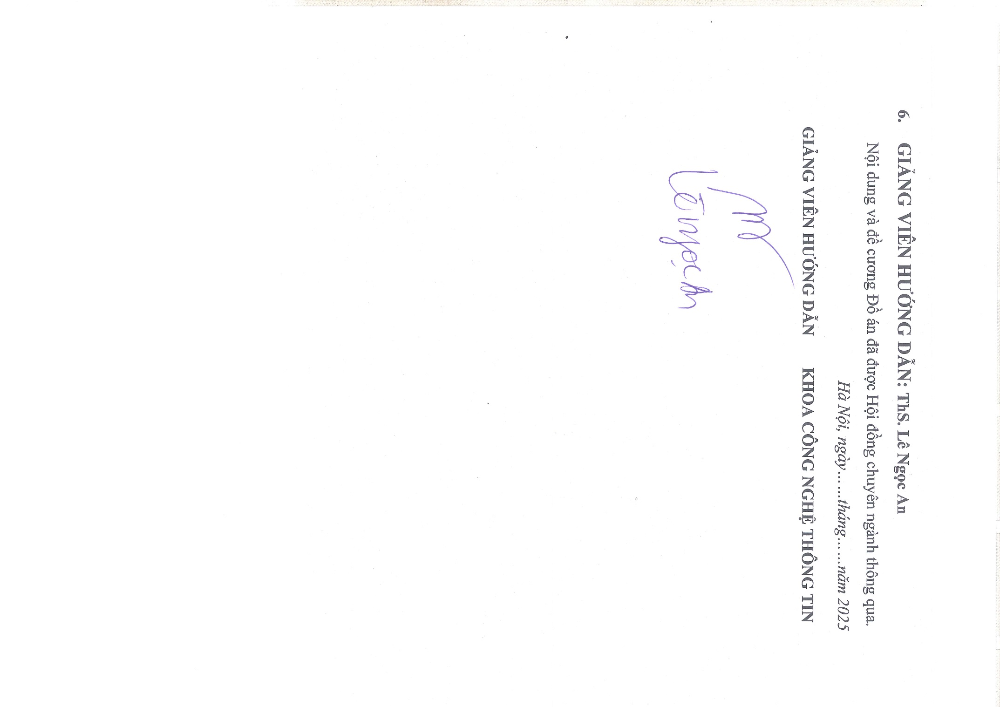 6. GIẢNG VIÊN HƯỚNG DẪN: ThS. Lê Ngọc An
Nội dung và đề cương Đồ án đã được Hội đồng chuyên ngành thông qua.
Hà Nội, ngày……tháng……năm 2025
GIẢNG VIÊN HƯỚNG DẪN KHOA CÔNG NGHỆ THÔNG TIN
Lê Ngọc An